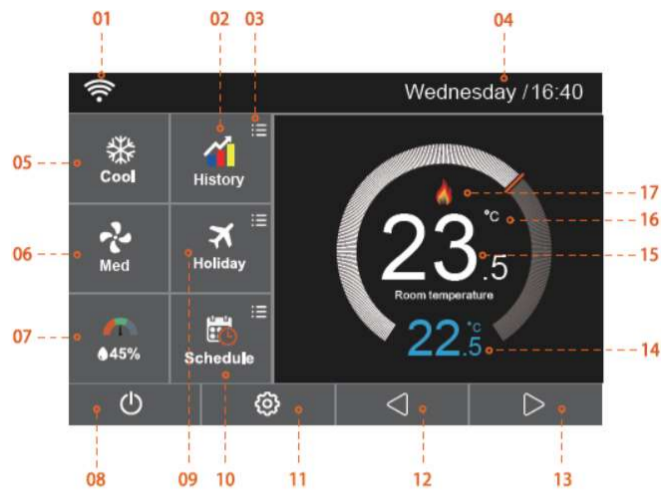 01
02
03
04
Wednesday /16:40
05
Cool
History
17
°C
16
06
Med
Holiday
23.5
15
Room temperature
07
45%
Schedule
22.5
°C
14
08
09
10
11
12
13